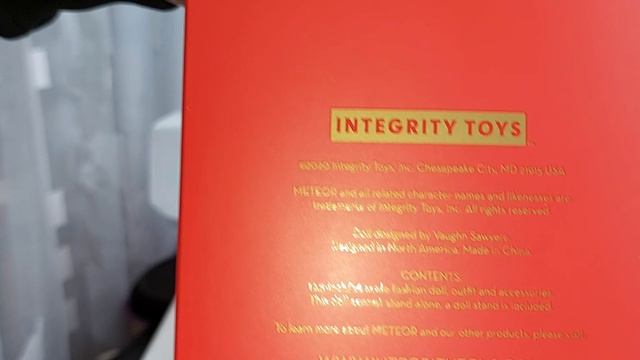 INTEGRITY TOYS
©2020 Integrity Toys, Inc. Chesapeake City, MD 21915 USA
METEOR and all related character names and likenesses are
trademarks of Integrity Toys, Inc. All rights reserved.
Doll designed by Vaughn Sawyers
Designed in North America, Made in China.
CONTENTS:
fashion doll, outfit and accessories
This doll cannot stand alone, a doll stand is included
To learn more about METEOR and our other products, please visit